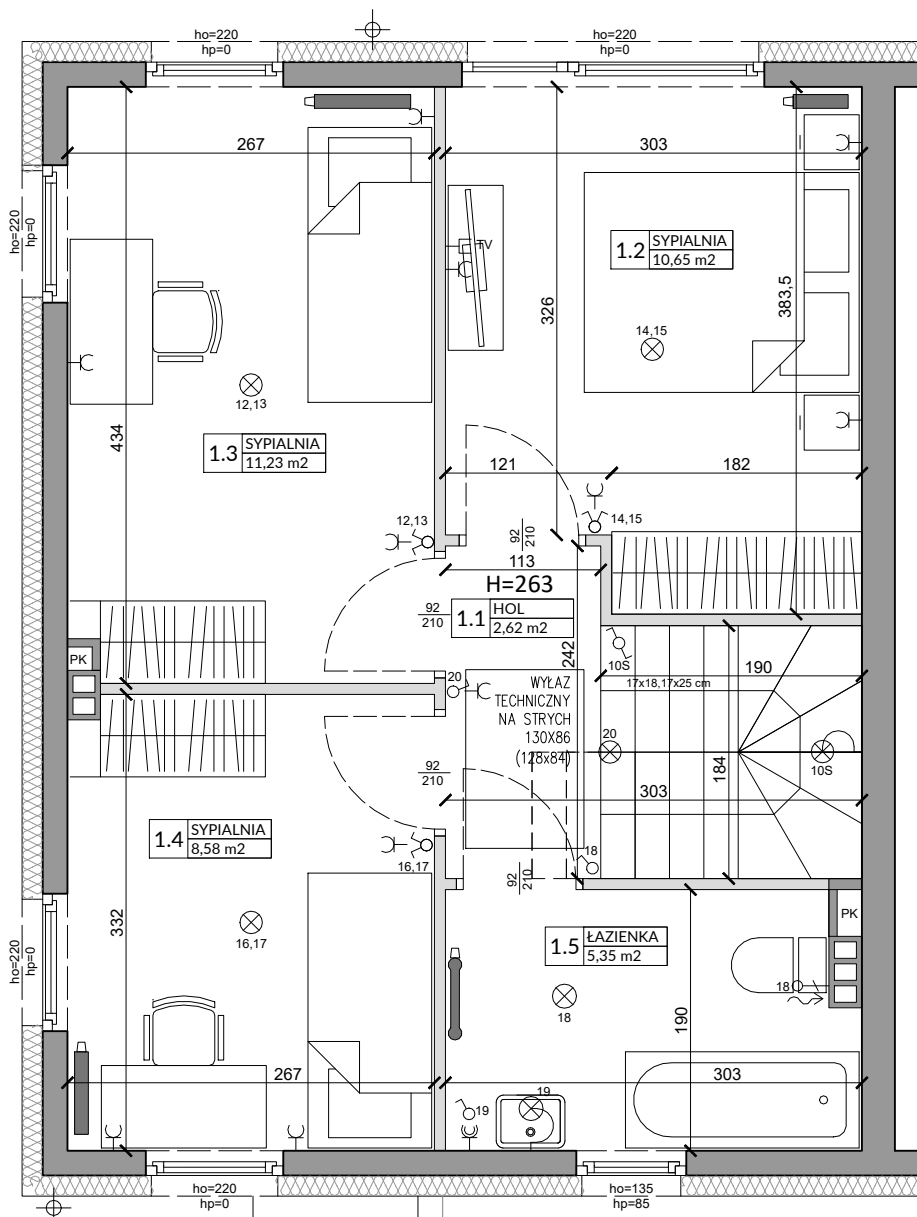 ho=220
hp=0
ho=220
hp=0
267
303
ho=220
hp=0
TV
1.2
SYPIALNIA
10,65 m2
326
383,5
14,15
12,13
434
1.3
SYPIALNIA
11,23 m2
121
182
12,13
14,15
92
210
113
H=263
92
210
1.1
HOL
2,62 m2
242
10S
PK
20
190
17x18,17x25 cm
WYŁAZ
TECHNICZNY
NA STRYCH
130X86
(128x84)
20
10S
184
92
210
303
1.4
SYPIALNIA
8,58 m2
16,17
18
92
210
332
16,17
PK
1.5
ŁAZIENKA
5,35 m2
ho=220
hp=0
18
18
190
267
303
19
19
ho=220
hp=0
ho=135
hp=85